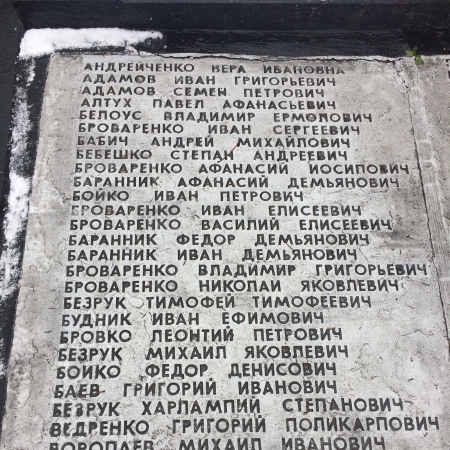 АНДРЕЙЧЕНКО ВЕРА ИВАНОВНА
АДАМОВ ИВАН ГРИГОРЬЕВИЧ
АДАМОВ СЕМЕН ПЕТРОВИЧ
АЛТУХ ПАВЕЛ АФАНАСЬЕВИЧ
БЕЛОУС ВЛАДИМИР ЕРМОЛОВИЧ
БРОВАРЕНКО ИВАН СЕРГЕЕВИЧ
БАБИЧ АНДРЕЙ МИХАЙЛОВИЧ
БЕБЕШКО СТЕПАН АНДРЕЕВИЧ
БРОВАРЕНКО АФАНАСИЙ ИОСИПОВИЧ
БАРАННИК АФАНАСИЙ ДЕМЬЯНОВИЧ
БОЙКО ИВАН ПЕТРОВИЧ
БРОВАРЕНКО ИВАН ЕЛИСЕЕВИЧ
БРОВАРЕНКО ВАСИЛИЙ ЕЛИСЕЕВИЧ
БАРАННИК ФЕДОР ДЕМЬЯНОВИЧ
БАРАННИК ИВАН ДЕМЬЯНОВИЧ
БРОВАРЕНКО ВЛАДИМИР ГРИГОРЬЕВИЧ
БРОВАРЕНКО НИКОЛАЙ ЯКОВЛЕВИЧ
БЕЗРУК ТИМОФЕЙ ТИМОФЕЕВИЧ
БУДНИК ИВАН ЕФИМОВИЧ
БРОВКО ЛЕОНТИЙ ПЕТРОВИЧ
БЕЗРУК МИХАИЛ ЯКОВЛЕВИЧ
БОЙКО ФЕДОР ДЕНИСОВИЧ
БАЕВ ГРИГОРИЙ ИВАНОВИЧ
БЕЗРУК ХАРЛАМПИЙ СТЕПАНОВИЧ
ВЕДРЕНКО ГРИГОРИЙ ПОЛИКАРПОВИЧ
ВОРОПАЕВ МИХАИЛ ИВАНОВИЧ